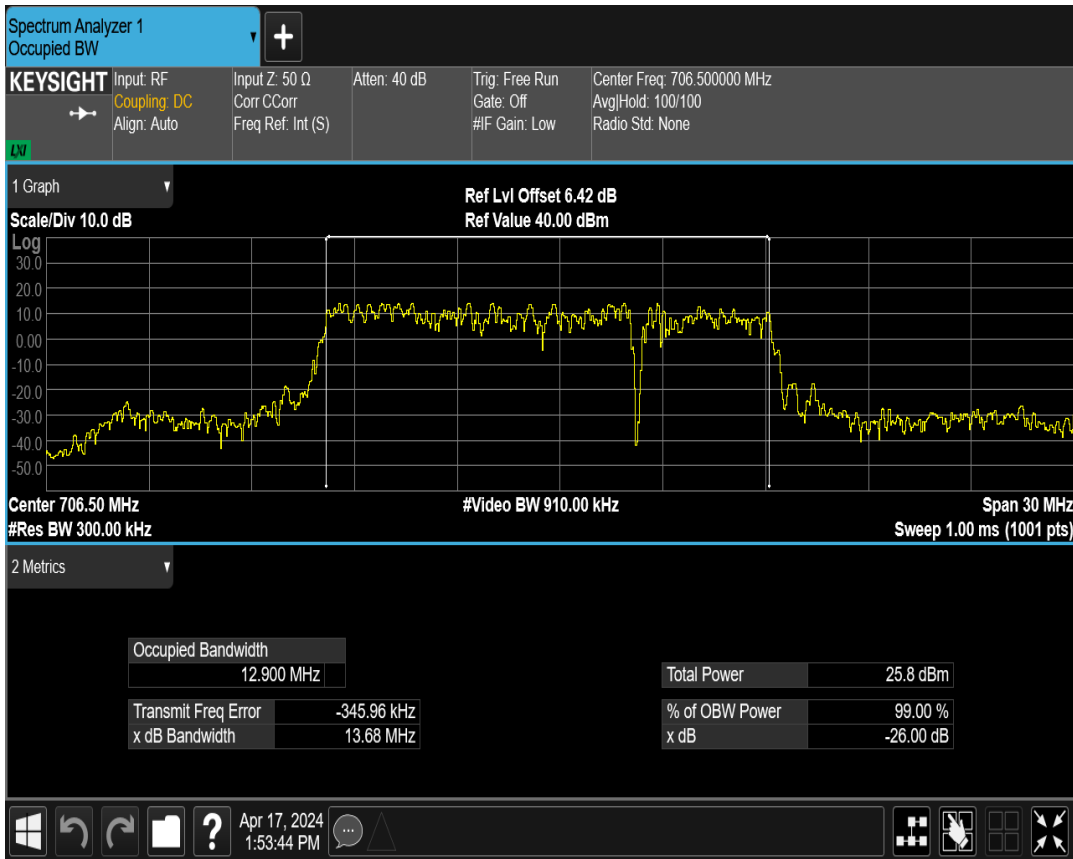 Spectrum Analyzer 1
Occupied BW
KEYSIGHT
LXI
Input: RF
Coupling: DC
Align: Auto
Input Z: 50 Ω
Corr CCorr
Freq Ref: Int (S)
Atten: 40 dB
Trig: Free Run
Gate: Off
#IF Gain: Low
Center Freq: 706.500000 MHz
Avg|Hold: 100/100
Radio Std: None
1 Graph
Ref Lvl Offset 6.42 dB
Scale/Div 10.0 dB
Ref Value 40.00 dBm
Log
30.0
20.0
10.0
0.00
-10.0
-20.0
-30.0
-40.0
-50.0
Center 706.50 MHz
#Video BW 910.00 kHz
Span 30 MHz
#Res BW 300.00 kHz
Sweep 1.00 ms (1001 pts)
2 Metrics
Occupied Bandwidth
12.900 MHz
Total Power 25.8 dBm
Transmit Freq Error -345.96 kHz
% of OBW Power 99.00 %
x dB Bandwidth 13.68 MHz
x dB -26.00 dB
Apr 17, 2024
1:53:44 PM